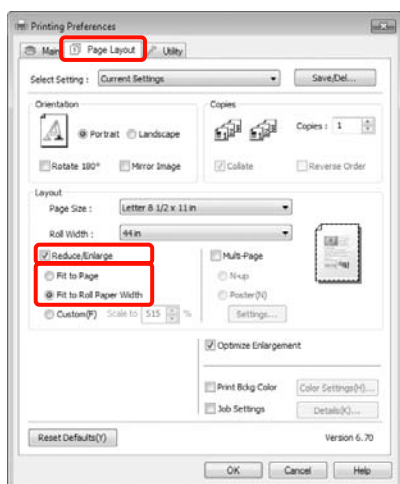 Printing Preferences
Main Page Layout Utility
Select Setting : Current Settings Save/Del...
Orientation
Portrait Landscape
Rotate 180° Mirror Image
Copies
Copies : 1
Collate Reverse Order
Layout
Page Size : Letter 8 1/2 x 11 in
Roll Width : 44 in
Reduce/Enlarge
Fit to Page
Fit to Roll Paper Width
Custom(F) Scale to 515 %
Multi-Page
N-up
Poster(N)
Settings...
Optimize Enlargement
Print Bckg Color Color Settings(H)...
Job Settings Details(K)...
Reset Defaults(Y) Version 6.70
OK Cancel Help